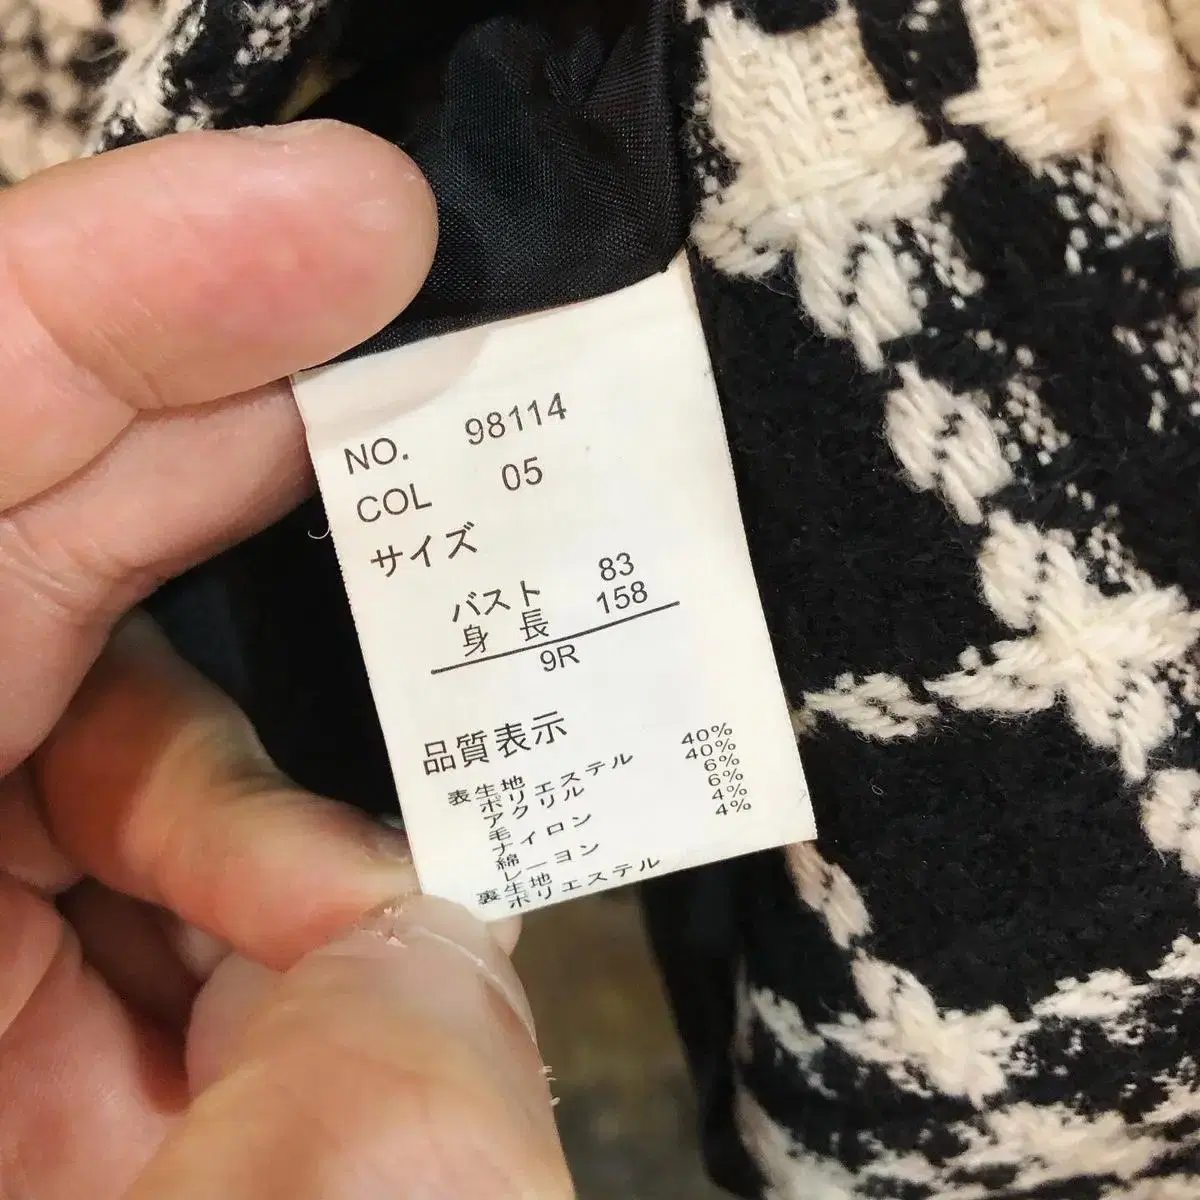 NO. 98114
COL 05
サイズ
バスト 83
身長 158
9R
品質表示
表生地
ポリエステル 40%
アクリル 40%
毛 6%
ナイロン 6%
綿 4%
レーヨン 4%
裏生地
ポリエステル